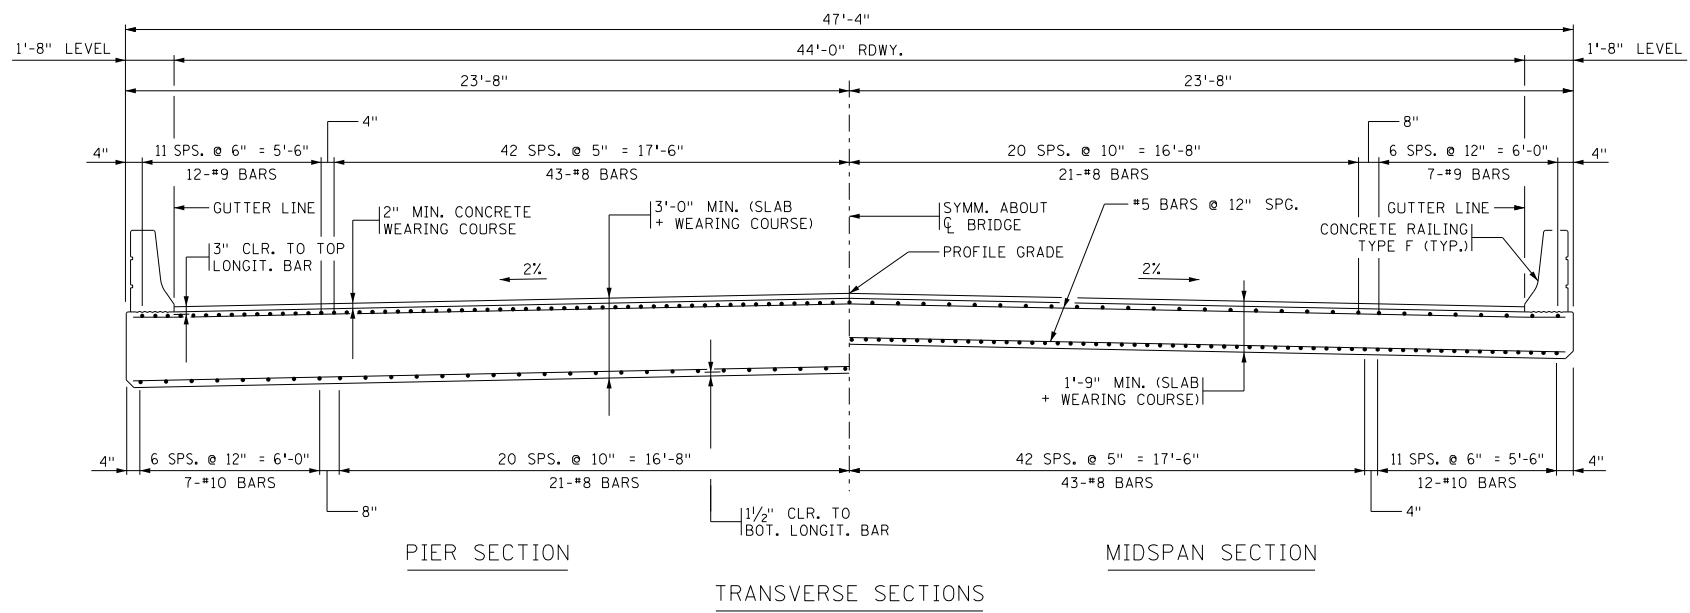 47'-4"
1'-8" LEVEL
44'-0" RDWY.
1'-8" LEVEL
23'-8"
23'-8"
4"
8"
4"
11 SPS. @ 6" = 5'-6"
42 SPS. @ 5" = 17'-6"
20 SPS. @ 10" = 16'-8"
6 SPS. @ 12" = 6'-0"
4"
12-#9 BARS
43-#8 BARS
21-#8 BARS
7-#9 BARS
GUTTER LINE
2" MIN. CONCRETE
WEARING COURSE
3'-0" MIN. (SLAB
+ WEARING COURSE)
SYMM. ABOUT
℄ BRIDGE
#5 BARS @ 12" SPG.
GUTTER LINE
CONCRETE RAILING
TYPE F (TYP.)
3" CLR. TO TOP
LONGIT. BAR
PROFILE GRADE
2%
2%
1'-9" MIN. (SLAB
+ WEARING COURSE)
4"
6 SPS. @ 12" = 6'-0"
20 SPS. @ 10" = 16'-8"
42 SPS. @ 5" = 17'-6"
11 SPS. @ 6" = 5'-6"
4"
7-#10 BARS
21-#8 BARS
43-#8 BARS
12-#10 BARS
8"
4"
1½" CLR. TO
BOT. LONGIT. BAR
PIER SECTION
MIDSPAN SECTION
TRANSVERSE SECTIONS